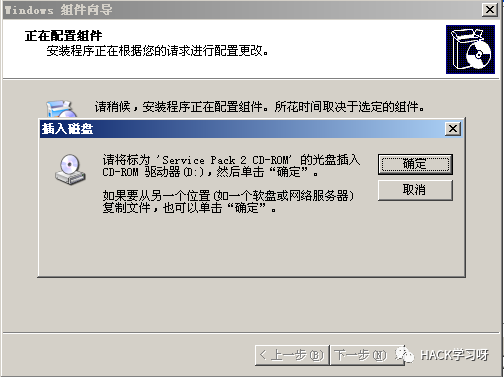 Windows 组件向导
正在配置组件
安装程序正在根据您的请求进行配置更改。
请稍候，安装程序正在配置组件。所花时间取决于选定的组件。
插入磁盘
请将标为 'Service Pack 2 CD-ROM' 的光盘插入
CD-ROM 驱动器(D:)，然后单击“确定”。
如果要从另一个位置(如一个软盘或网络服务器)
复制文件，也可以单击“确定”。
确定
取消
< 上一步(B)
下一步(N)
HACK学习呀